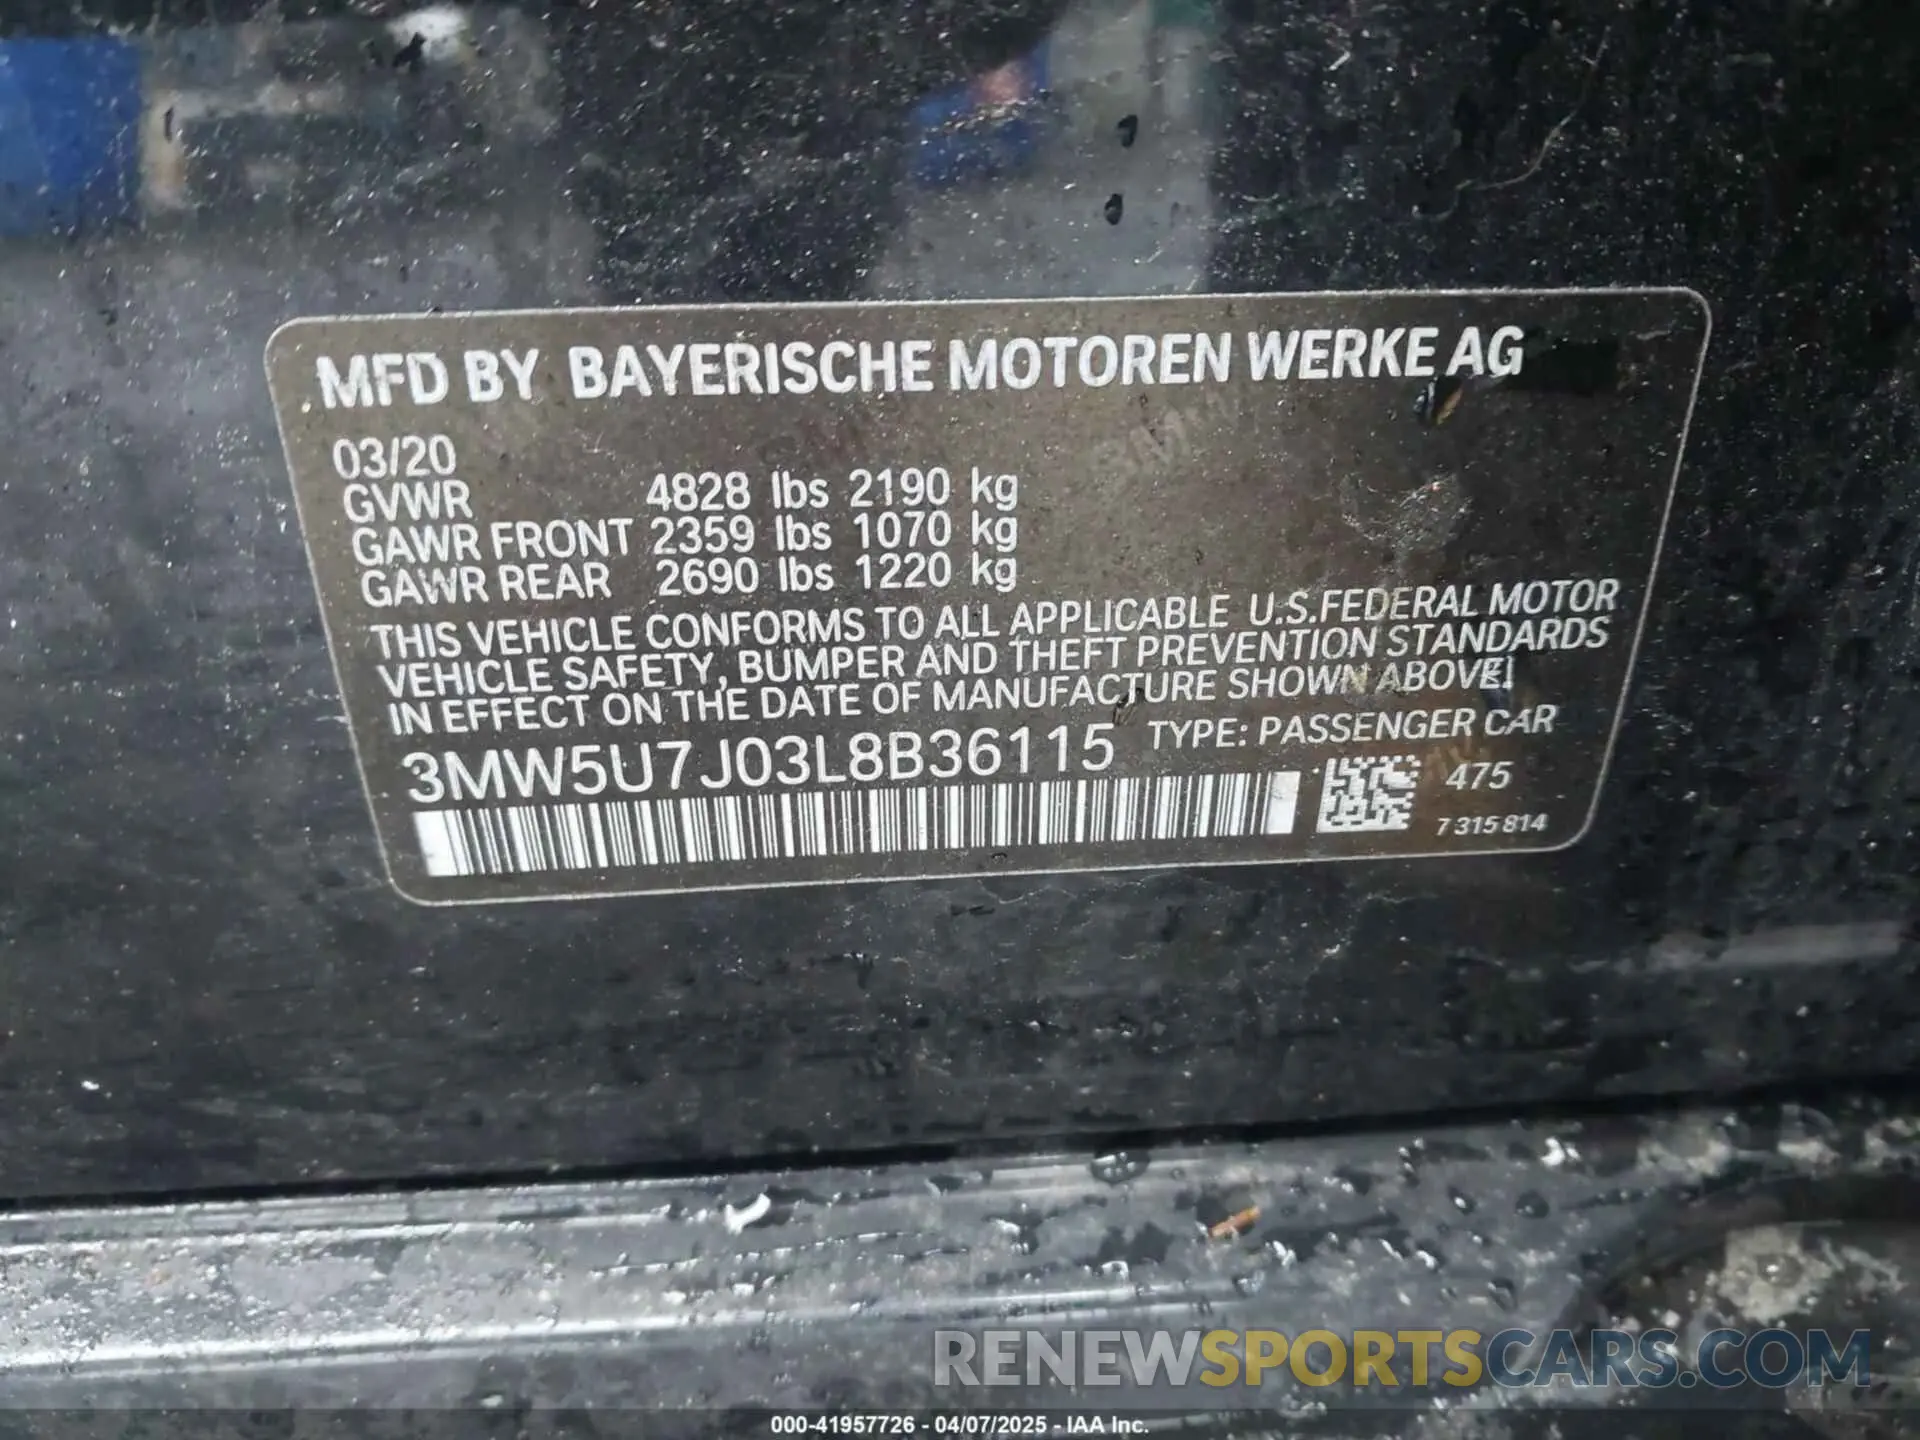 MFD BY BAYERISCHE MOTOREN WERKE AG
03/20
GVWR 4828 lbs 2190 kg
GAWR FRONT 2359 lbs 1070 kg
GAWR REAR 2690 lbs 1220 kg
THIS VEHICLE CONFORMS TO ALL APPLICABLE U.S.FEDERAL MOTOR
VEHICLE SAFETY, BUMPER AND THEFT PREVENTION STANDARDS
IN EFFECT ON THE DATE OF MANUFACTURE SHOWN ABOVE.
3MW5U7J03L8B36115 TYPE: PASSENGER CAR
475
7 315 814
RENEWSPORTSCARS.COM
000-41957726 - 04/07/2025 - IAA Inc.